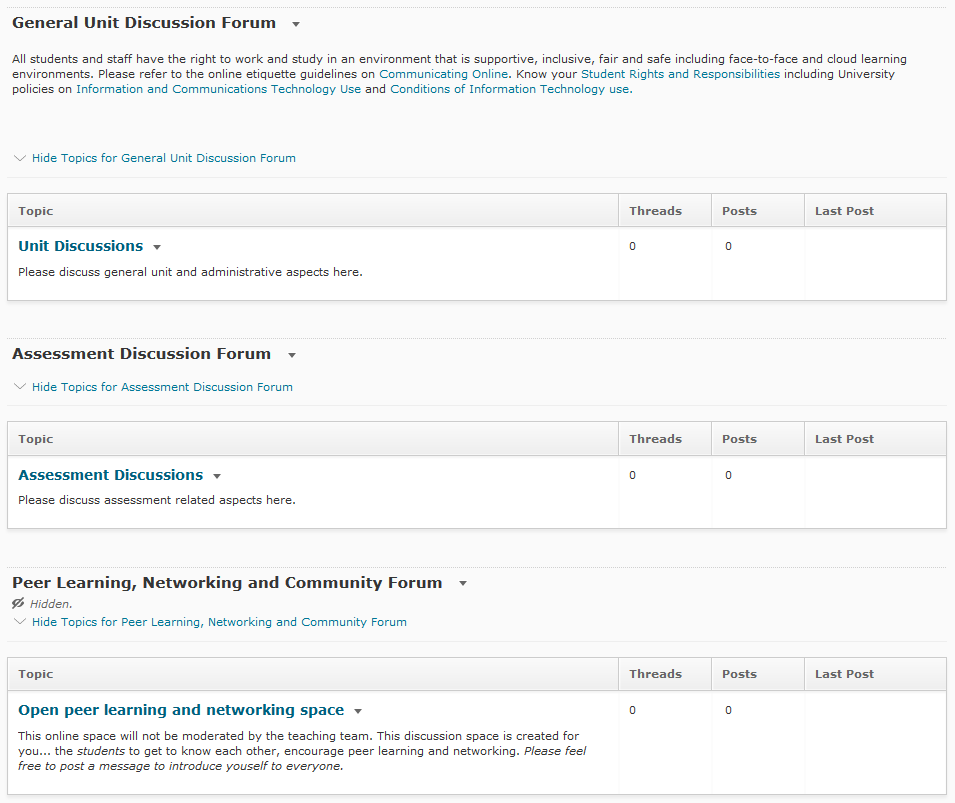 General Unit Discussion Forum
All students and staff have the right to work and study in an environment that is supportive, inclusive, fair and safe including face-to-face and cloud learning
environments. Please refer to the online etiquette guidelines on Communicating Online. Know your Student Rights and Responsibilities including University
policies on Information and Communications Technology Use and Conditions of Information Technology use.
Hide Topics for General Unit Discussion Forum
Topic Threads Posts Last Post
Unit Discussions 0 0
Please discuss general unit and administrative aspects here.
Assessment Discussion Forum
Hide Topics for Assessment Discussion Forum
Topic Threads Posts Last Post
Assessment Discussions 0 0
Please discuss assessment related aspects here.
Peer Learning, Networking and Community Forum
Hidden.
Hide Topics for Peer Learning, Networking and Community Forum
Topic Threads Posts Last Post
Open peer learning and networking space 0 0
This online space will not be moderated by the teaching team. This discussion space is created for
you... the students to get to know each other, encourage peer learning and networking. Please feel
free to post a message to introduce youself to everyone.